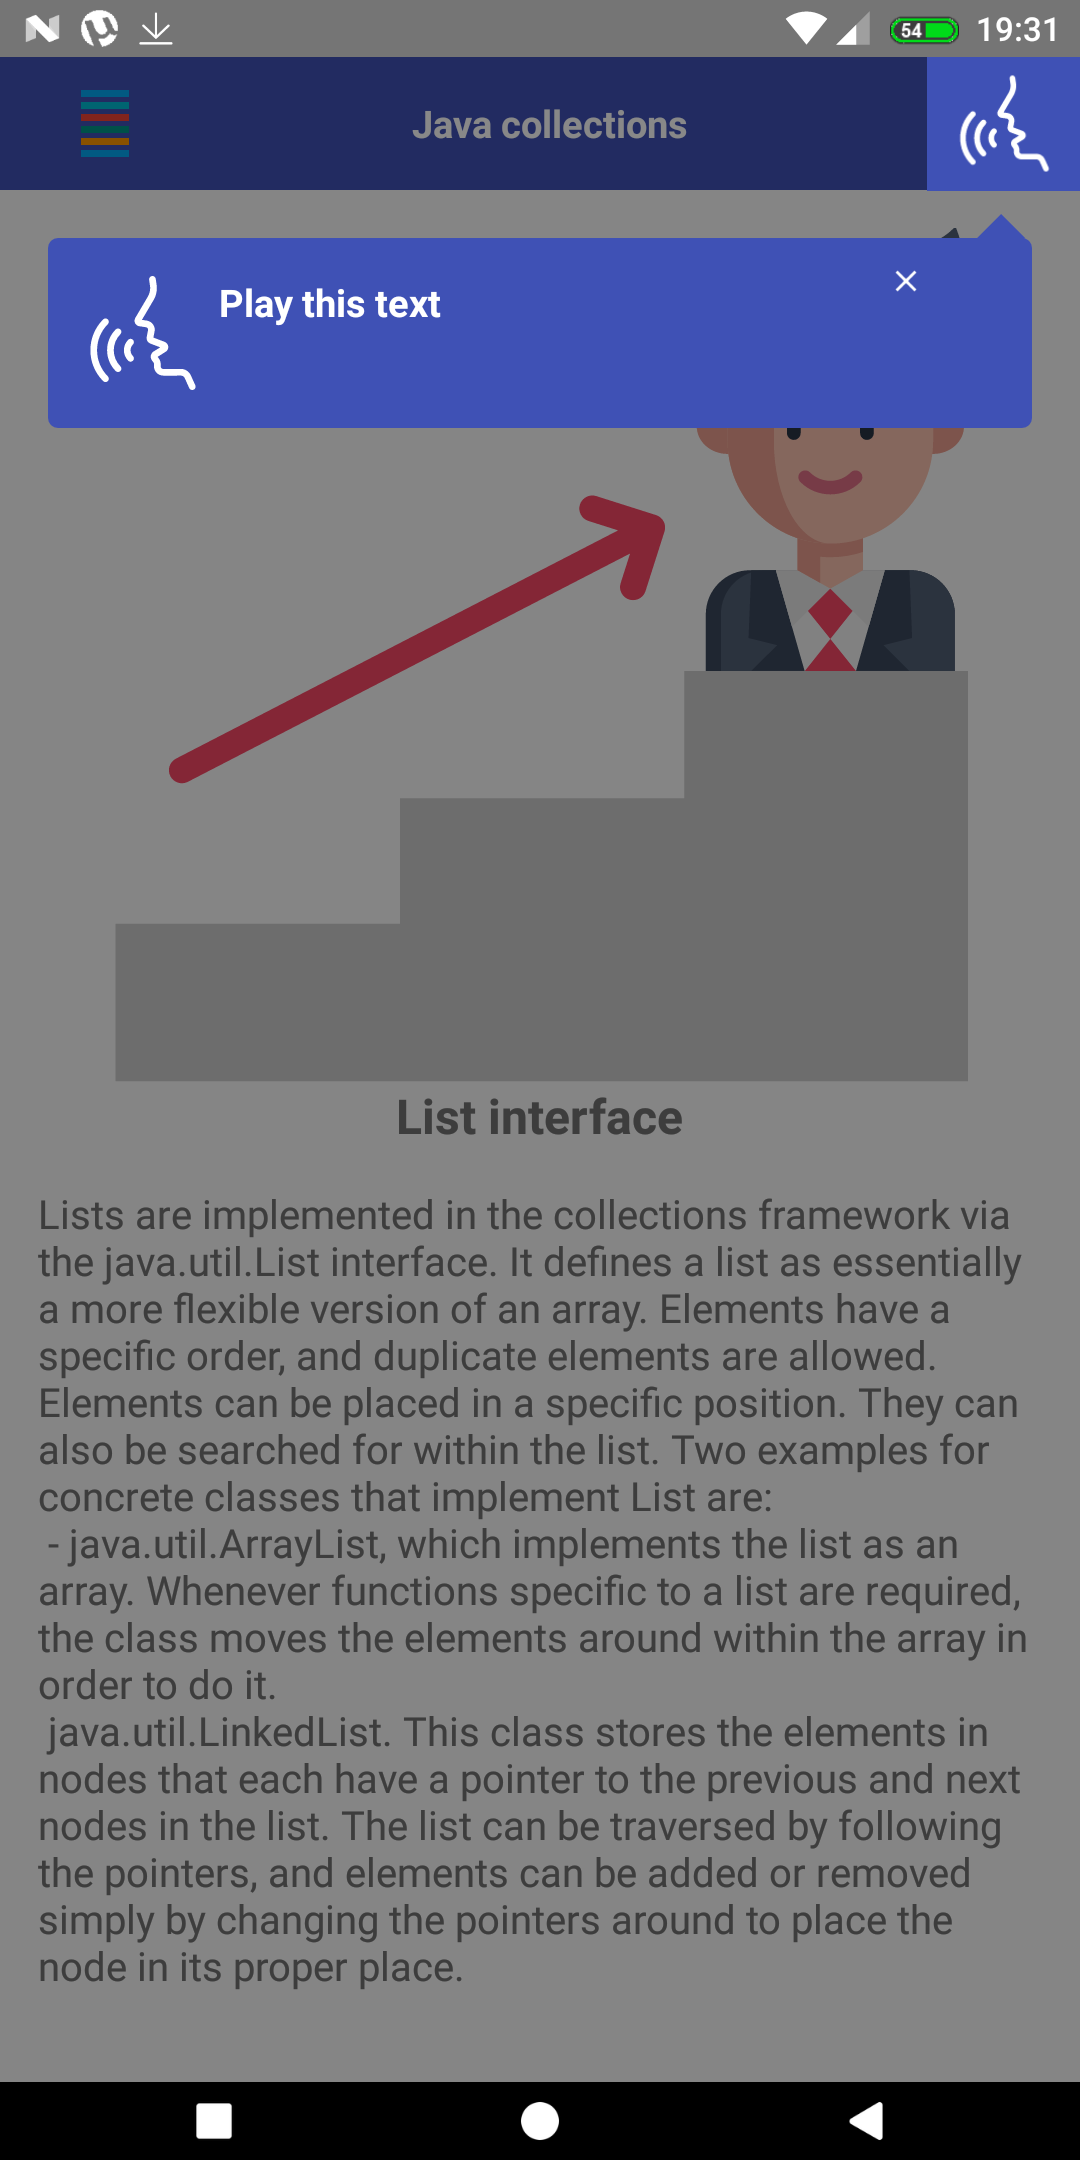 54
19:31
Java collections
Play this text
List interface
Lists are implemented in the collections framework via
the java.util.List interface. It defines a list as essentially
a more flexible version of an array. Elements have a
specific order, and duplicate elements are allowed.
Elements can be placed in a specific position. They can
also be searched for within the list. Two examples for
concrete classes that implement List are:
- java.util.ArrayList, which implements the list as an
array. Whenever functions specific to a list are required,
the class moves the elements around within the array in
order to do it.
java.util.LinkedList. This class stores the elements in
nodes that each have a pointer to the previous and next
nodes in the list. The list can be traversed by following
the pointers, and elements can be added or removed
simply by changing the pointers around to place the
node in its proper place.